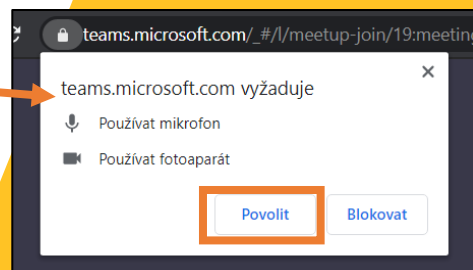 teams.microsoft.com/_#/l/meetup-join/19:meeting
teams.microsoft.com vyžaduje
Používat mikrofon
Používat fotoaparát
Povolit
Blokovat